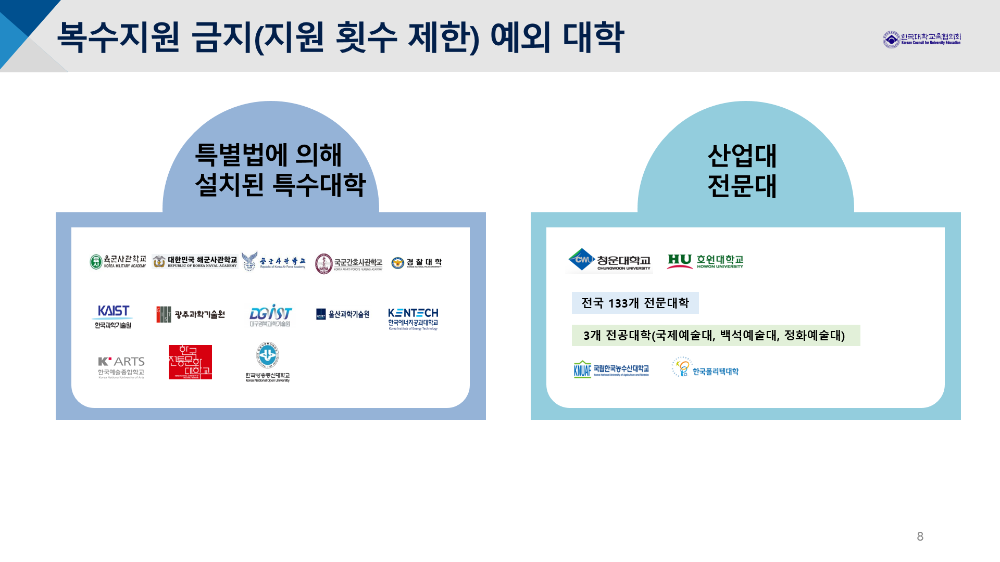 복수지원 금지(지원 횟수 제한) 예외 대학
한국대학교육협의회
Korean Council for University Education
특별법에 의해
설치된 특수대학
육군사관학교
KOREA MILITARY ACADEMY
대한민국 해군사관학교
REPUBLIC OF KOREA NAVAL ACADEMY
공군사관학교
Republic of Korea Air Force Academy
국군간호사관학교
KOREA ARMED FORCES NURSING ACADEMY
경찰대학
KOREAN NATIONAL POLICE UNIVERSITY
KAIST
한국과학기술원
GIST
광주과학기술원
DGIST
대구경북과학기술원
UNIST
울산과학기술원
KENTECH
한국에너지공과대학교
Korea Institute of Energy Technology
K ARTS
한국예술종합학교
Korea National University of Arts
한국
전통문화
대학교
한국방송통신대학교
Korea National Open University
산업대
전문대
CWU
청운대학교
CHUNGWOON UNIVERSITY
HU
호원대학교
HOWON UNIVERSITY
전국 133개 전문대학
3개 전공대학(국제예술대, 백석예술대, 정화예술대)
KNUAF
국립한국농수산대학교
Korea National University of Agriculture and Fisheries
한국폴리텍대학
8